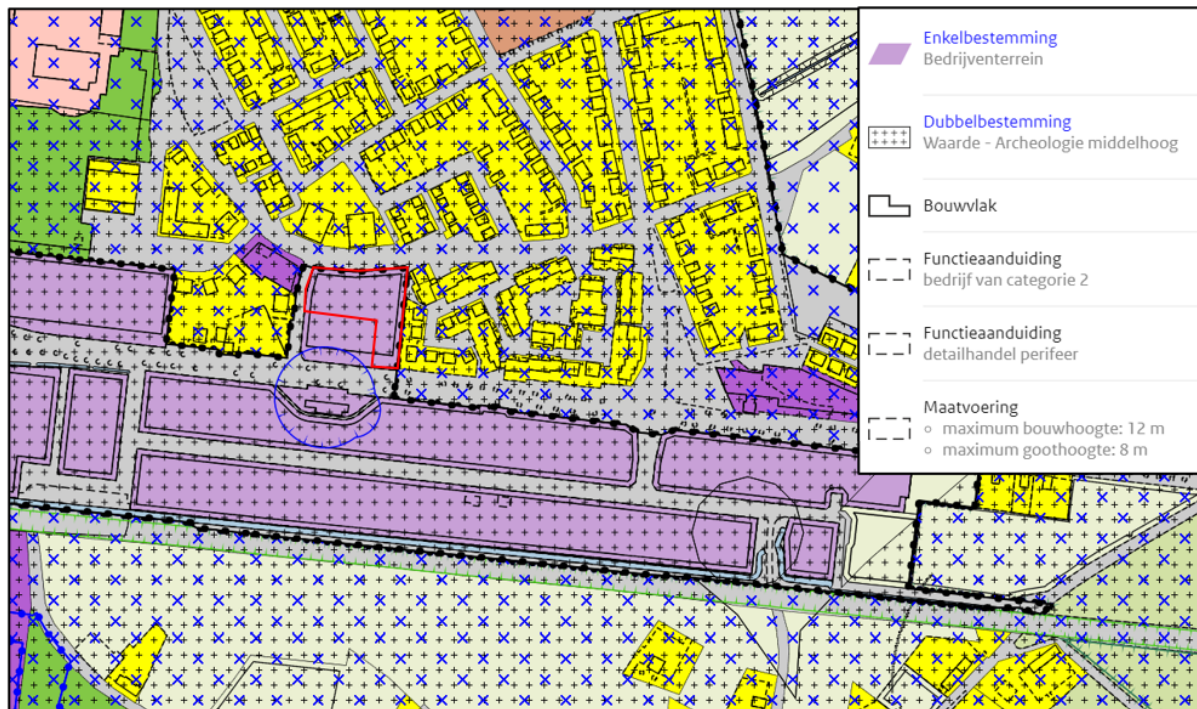 Enkelbestemming
Bedrijventerrein
Dubbelbestemming
Waarde - Archeologie middelhoog
Bouwvlak
Functieaanduiding
bedrijf van categorie 2
Functieaanduiding
detailhandel perifeer
Maatvoering
maximum bouwhoogte: 12 m
maximum goothoogte: 8 m